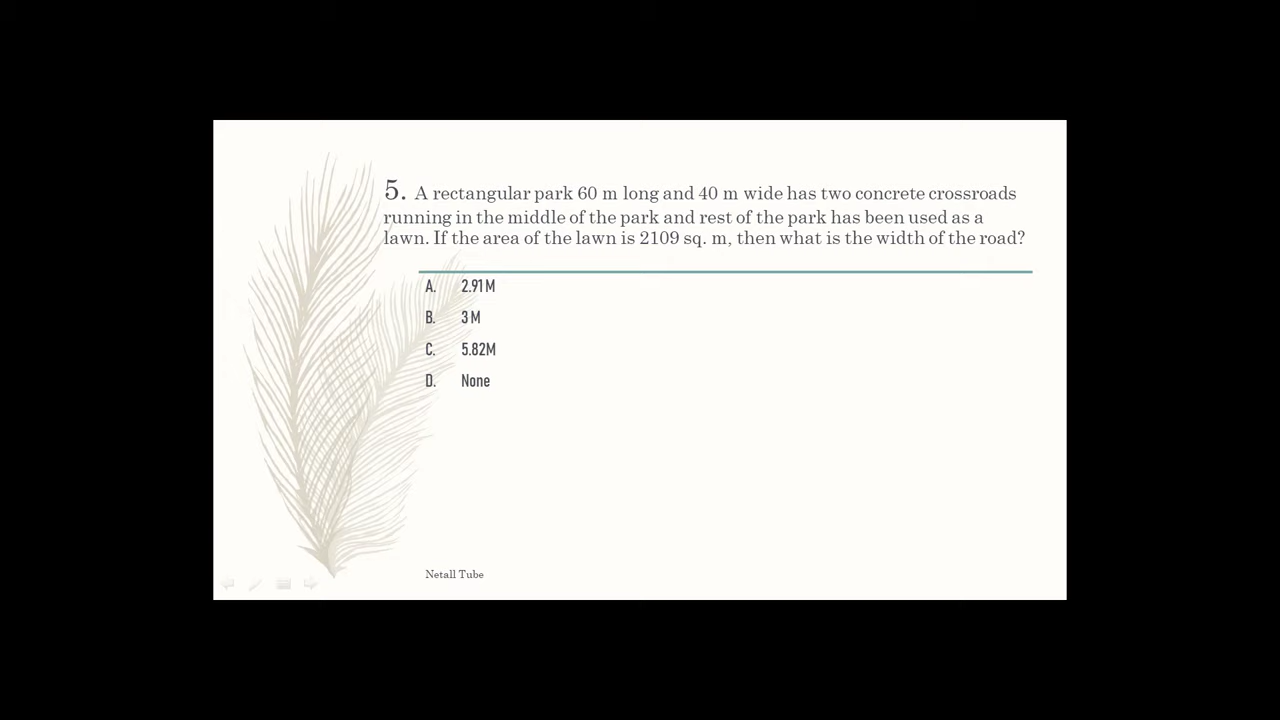 5. A rectangular park 60 m long and 40 m wide has two concrete crossroads
running in the middle of the park and rest of the park has been used as a
lawn. If the area of the lawn is 2109 sq. m, then what is the width of the road?
A. 2.91 M
B. 3 M
C. 5.82M
D. None
Netall Tube